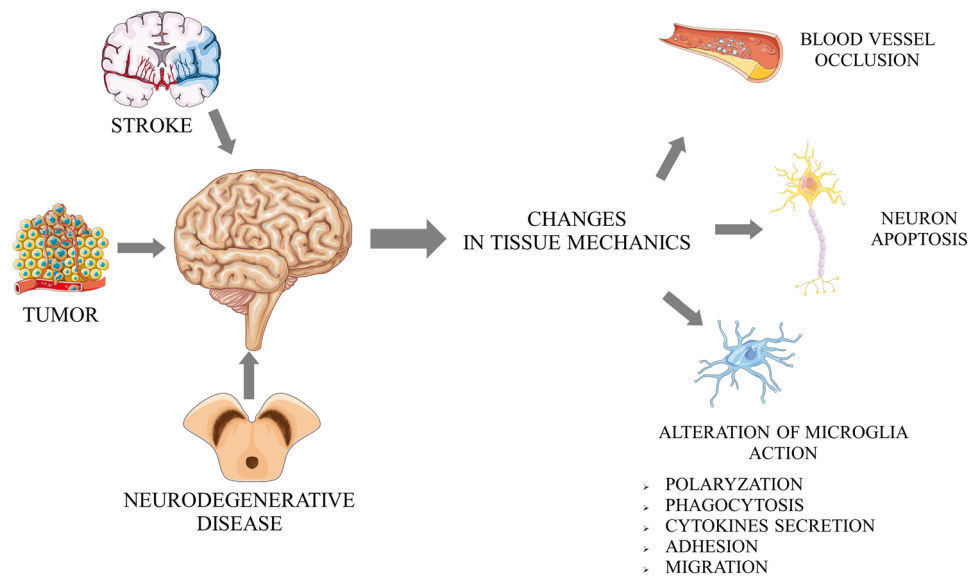 STROKE
TUMOR
NEURODEGENERATIVE
DISEASE
CHANGES
IN TISSUE MECHANICS
BLOOD VESSEL
OCCLUSION
NEURON
APOPTOSIS
ALTERATION OF MICROGLIA
ACTION
➢ POLARYZATION
➢ PHAGOCYTOSIS
➢ CYTOKINES SECRETION
➢ ADHESION
➢ MIGRATION